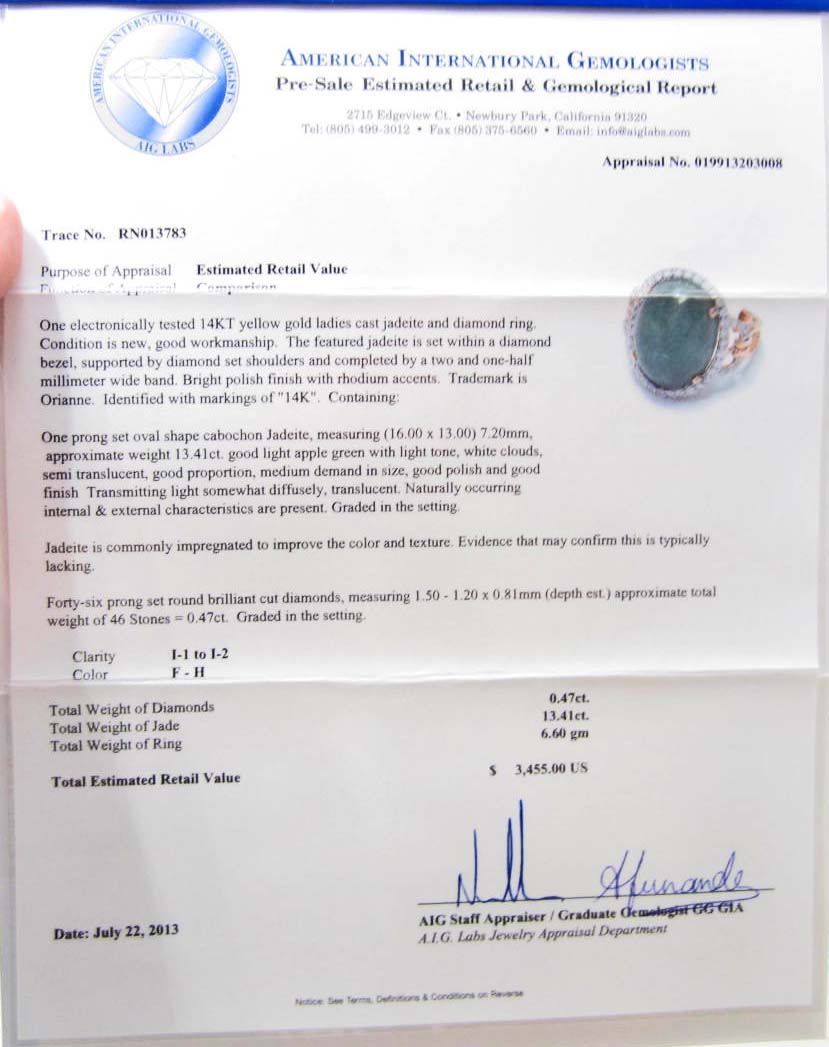 AMERICAN INTERNATIONAL GEMOLOGISTS
AIG LABS
AMERICAN INTERNATIONAL GEMOLOGISTS
Pre-Sale Estimated Retail & Gemological Report
2715 Edgeview Ct. • Newbury Park, California 91320
Tel: (805) 499-3012 • Fax (805) 375-6560 • Email: info@aiglabs.com
Appraisal No. 019913203008
Trace No. RN013783
Purpose of Appraisal Estimated Retail Value
Function of Appraisal Comparison
One electronically tested 14KT yellow gold ladies cast jadeite and diamond ring.
Condition is new, good workmanship. The featured jadeite is set within a diamond
bezel, supported by diamond set shoulders and completed by a two and one-half
millimeter wide band. Bright polish finish with rhodium accents. Trademark is
Orianne. Identified with markings of "14K". Containing:
One prong set oval shape cabochon Jadeite, measuring (16.00 x 13.00) 7.20mm,
approximate weight 13.41ct. good light apple green with light tone, white clouds,
semi translucent, good proportion, medium demand in size, good polish and good
finish Transmitting light somewhat diffusely, translucent. Naturally occurring
internal & external characteristics are present. Graded in the setting.
Jadeite is commonly impregnated to improve the color and texture. Evidence that may confirm this is typically
lacking.
Forty-six prong set round brilliant cut diamonds, measuring 1.50 - 1.20 x 0.81mm (depth est.) approximate total
weight of 46 Stones = 0.47ct. Graded in the setting.
Clarity I-1 to I-2
Color F - H
Total Weight of Diamonds 0.47ct.
Total Weight of Jade 13.41ct.
Total Weight of Ring 6.60 gm
Total Estimated Retail Value $ 3,455.00 US
AIG Staff Appraiser / Graduate Gemologist GG GIA
Date: July 22, 2013
A.I.G. Labs Jewelry Appraisal Department
Notice: See Terms, Definitions & Conditions on Reverse